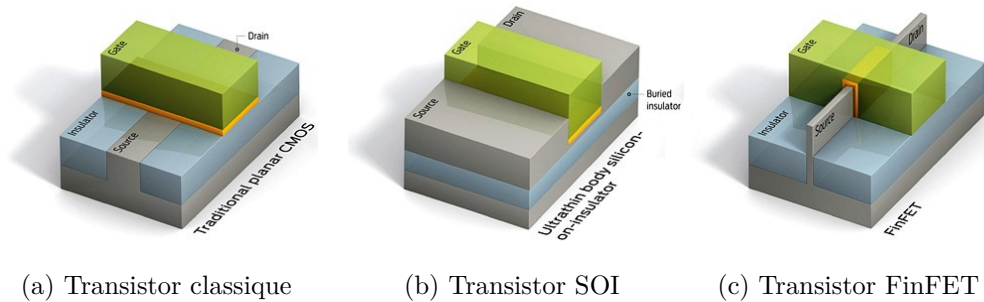 Gate
Drain
Insulator
Source
Traditional planar CMOS
Drain
Gate
Buried
insulator
Source
Ultrathin body silicon-
on-insulator
Drain
Gate
Insulator
Source
FinFET
(a) Transistor classique
(b) Transistor SOI
(c) Transistor FinFET